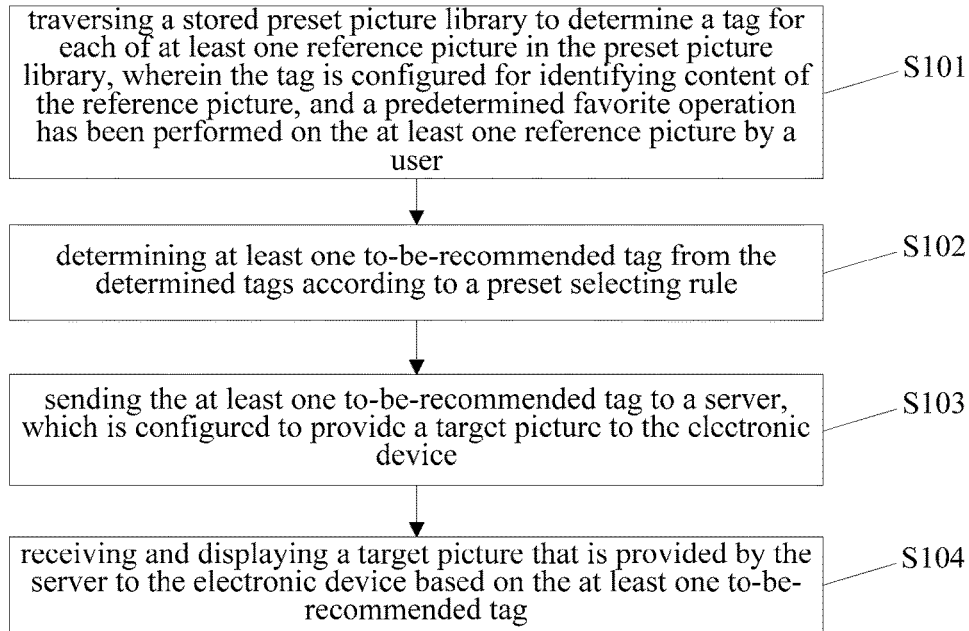 traversing a stored preset picture library to determine a tag for
each of at least one reference picture in the preset picture
library, wherein the tag is configured for identifying content of
the reference picture, and a predetermined favorite operation
has been performed on the at least one reference picture by a
user
S101
determining at least one to-be-recommended tag from the
determined tags according to a preset selecting rule
S102
sending the at least one to-be-recommended tag to a server,
which is configured to provide a target picture to the electronic
device
S103
receiving and displaying a target picture that is provided by the
server to the electronic device based on the at least one to-be-
recommended tag
S104